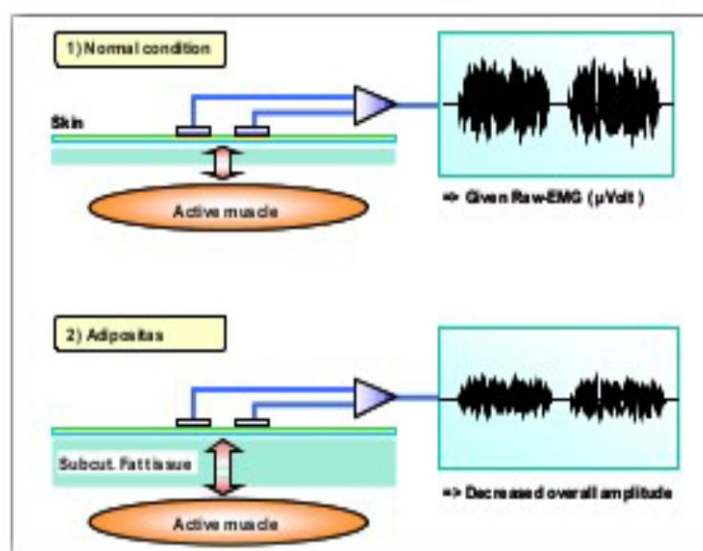 1) Normal condition
Skin
Active muscle
=> Given Raw-EMG ( µVolt )
2) Adipositas
Subcut. Fat tissue
Active muscle
=> Decreased overall amplitude